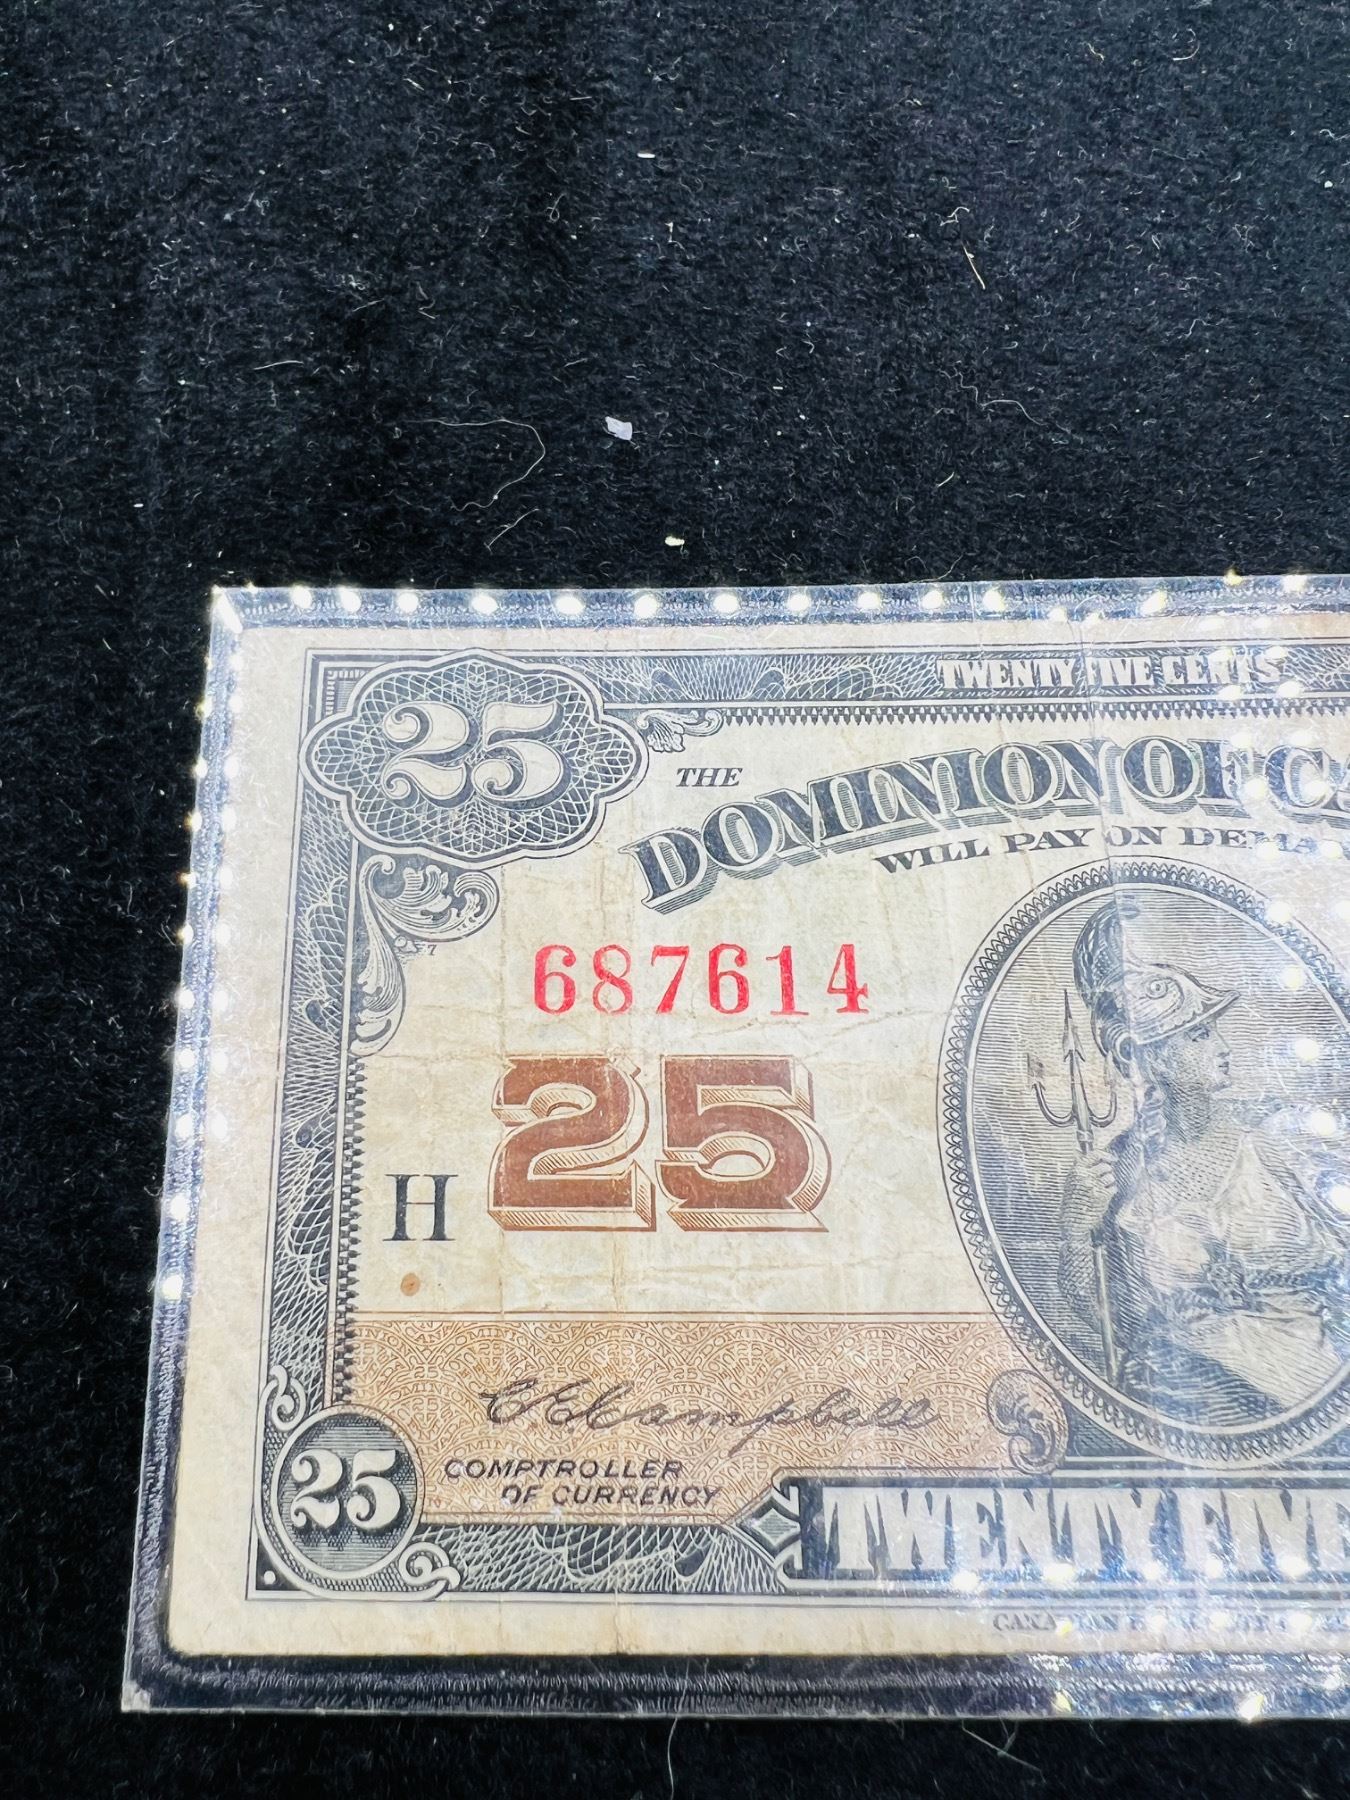 TWENTY FIVE CENTS
25
THE
DOMINION OF CA
WILL PAY ON DEMA
687614
25
H
C E Campbell
COMPTROLLER
OF CURRENCY
25
TWENTY FIVE